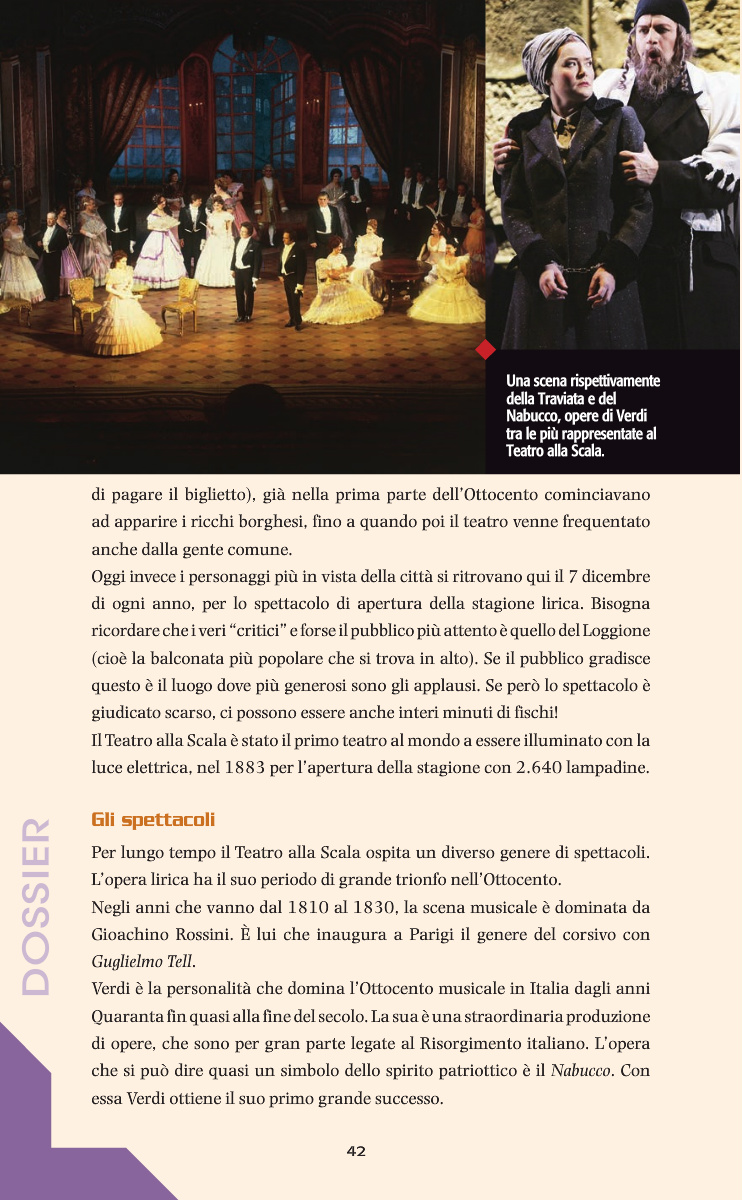 Una scena rispettivamente
della Traviata e del
Nabucco, opere di Verdi
tra le più rappresentate al
Teatro alla Scala.
di pagare il biglietto), già nella prima parte dell’Ottocento cominciavano
ad apparire i ricchi borghesi, fino a quando poi il teatro venne frequentato
anche dalla gente comune.
Oggi invece i personaggi più in vista della città si ritrovano qui il 7 dicembre
di ogni anno, per lo spettacolo di apertura della stagione lirica. Bisogna
ricordare che i veri “critici” e forse il pubblico più attento è quello del Loggione
(cioè la balconata più popolare che si trova in alto). Se il pubblico gradisce
questo è il luogo dove più generosi sono gli applausi. Se però lo spettacolo è
giudicato scarso, ci possono essere anche interi minuti di fischi!
Il Teatro alla Scala è stato il primo teatro al mondo a essere illuminato con la
luce elettrica, nel 1883 per l’apertura della stagione con 2.640 lampadine.
Gli spettacoli
Per lungo tempo il Teatro alla Scala ospita un diverso genere di spettacoli.
L’opera lirica ha il suo periodo di grande trionfo nell’Ottocento.
Negli anni che vanno dal 1810 al 1830, la scena musicale è dominata da
Gioachino Rossini. È lui che inaugura a Parigi il genere del corsivo con
Guglielmo Tell.
Verdi è la personalità che domina l’Ottocento musicale in Italia dagli anni
Quaranta fin quasi alla fine del secolo. La sua è una straordinaria produzione
di opere, che sono per gran parte legate al Risorgimento italiano. L’opera
che si può dire quasi un simbolo dello spirito patriottico è il Nabucco. Con
essa Verdi ottiene il suo primo grande successo.
DOSSIER
42